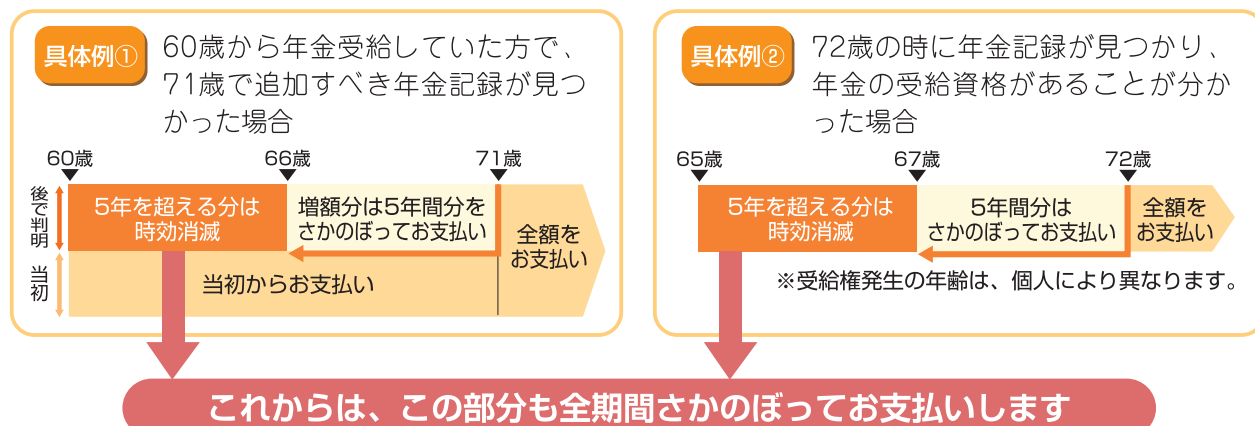 具体例①
60歳から年金受給していた方で、
71歳で追加すべき年金記録が見つ
かった場合
60歳
66歳
71歳
後で判明
5年を超える分は
時効消滅
増額分は5年間分を
さかのぼってお支払い
全額を
お支払い
当初
当初からお支払い
具体例②
72歳の時に年金記録が見つかり、
年金の受給資格があることが分か
った場合
65歳
67歳
72歳
5年を超える分は
時効消滅
5年間分は
さかのぼってお支払い
全額を
お支払い
※受給権発生の年齢は、個人により異なります。
これからは、この部分も全期間さかのぼってお支払いします